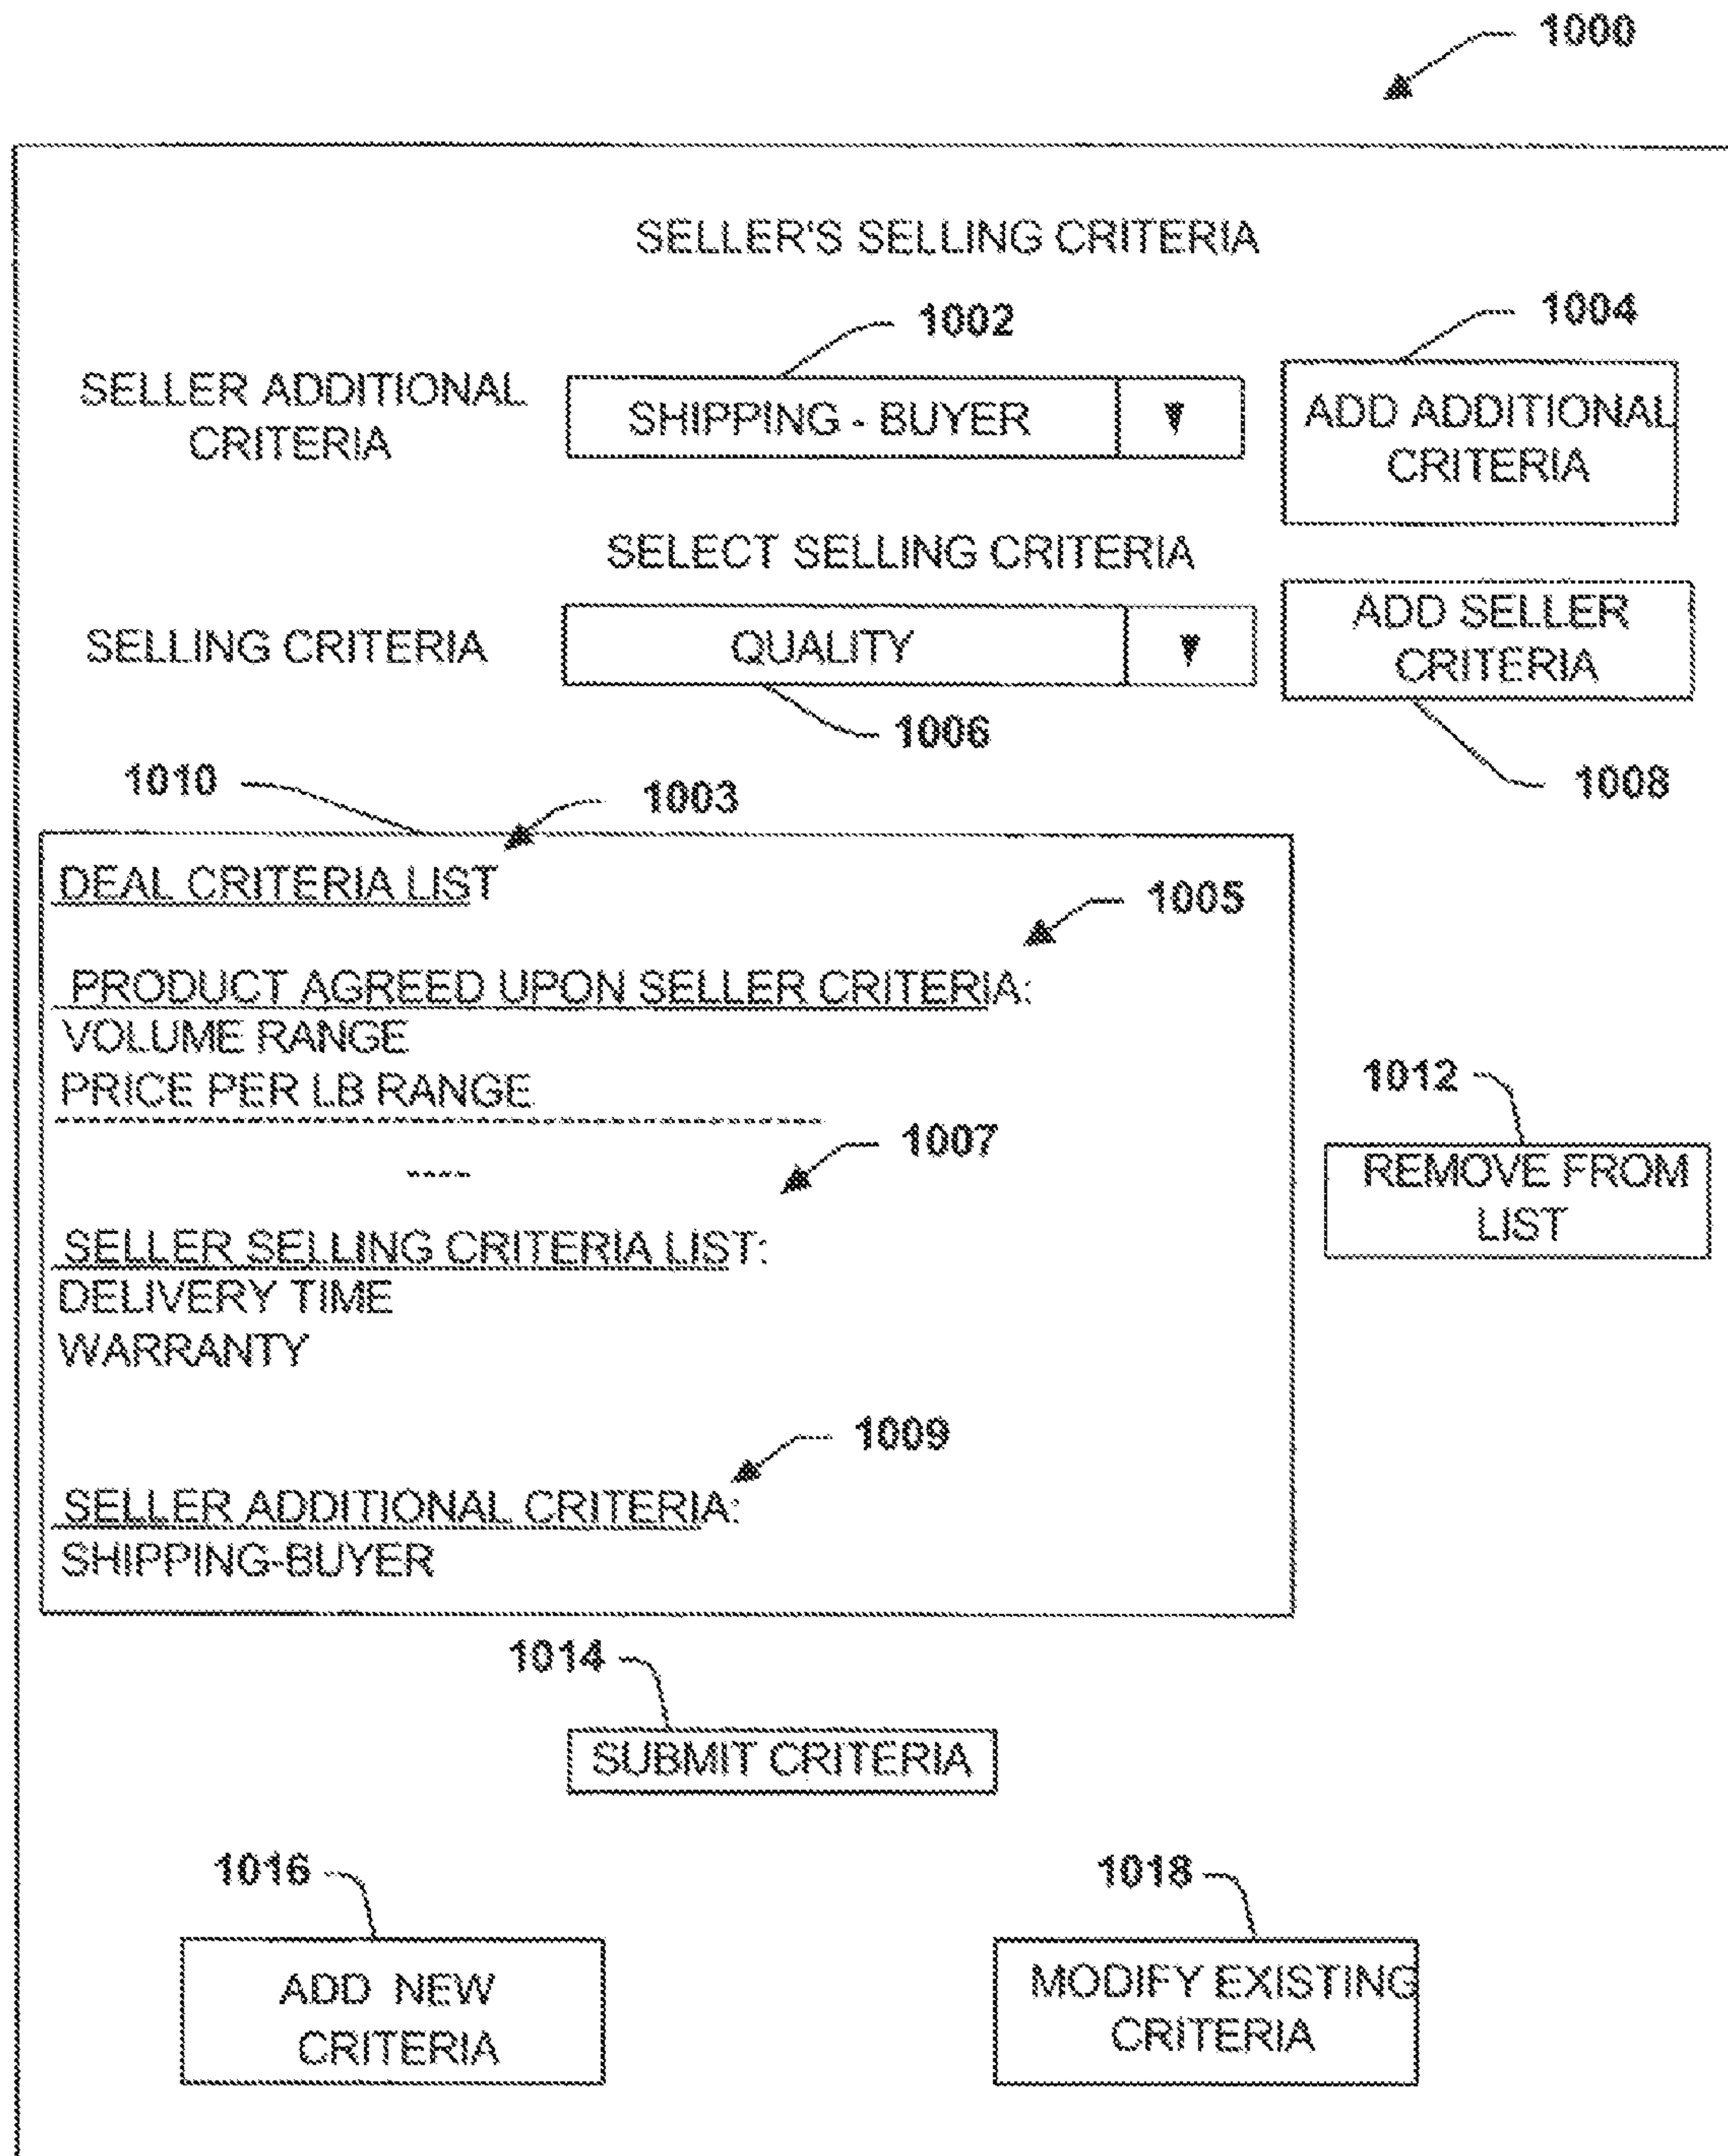 1000
SELLER'S SELLING CRITERIA
1002
1004
SELLER ADDITIONAL
CRITERIA
SHIPPING - BUYER
ADD ADDITIONAL
CRITERIA
SELECT SELLING CRITERIA
SELLING CRITERIA
QUALITY
ADD SELLER
CRITERIA
1006
1008
1010
1003
DEAL CRITERIA LIST
1005
PRODUCT AGREED UPON SELLER CRITERIA:
VOLUME RANGE
PRICE PER LB RANGE
1007
1012
REMOVE FROM
LIST
SELLER SELLING CRITERIA LIST:
DELIVERY TIME
WARRANTY
1009
SELLER ADDITIONAL CRITERIA:
SHIPPING-BUYER
1014
SUBMIT CRITERIA
1016
1018
ADD NEW
CRITERIA
MODIFY EXISTING
CRITERIA